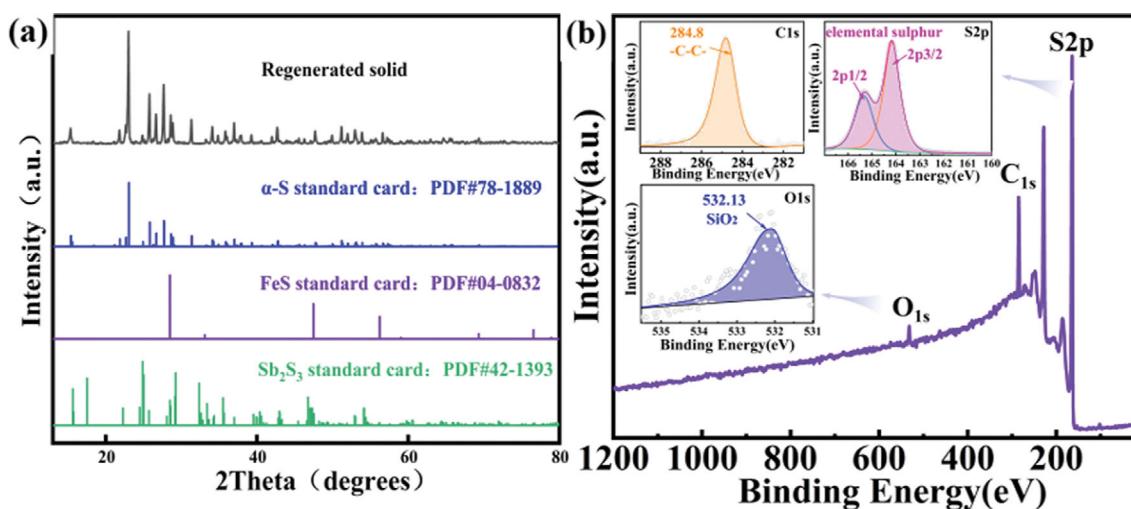 (a)
Intensity (a.u.)
Regenerated solid
α-S standard card: PDF#78-1889
FeS standard card: PDF#04-0832
Sb₂S₃ standard card: PDF#42-1393
20
40
60
80
2Theta (degrees)
(b)
Intensity(a.u.)
S2p
C₁s
O₁s
1200 1000 800 600 400 200
Binding Energy(eV)
C1s
284.8
-C-C-
Intensity(a.u.)
288 286 284 282
Binding Energy(eV)
S2p
elemental sulphur
2p3/2
2p1/2
Intensity(a.u.)
166 165 164 163 162 161 160
Binding Energy(eV)
O1s
532.13
SiO₂
Intensity(a.u.)
535 534 533 532 531
Binding Energy(eV)